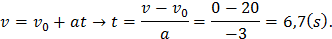 v = v₀ + at → t = (v − v₀)/a = (0 − 20)/(−3) = 6,7(s).